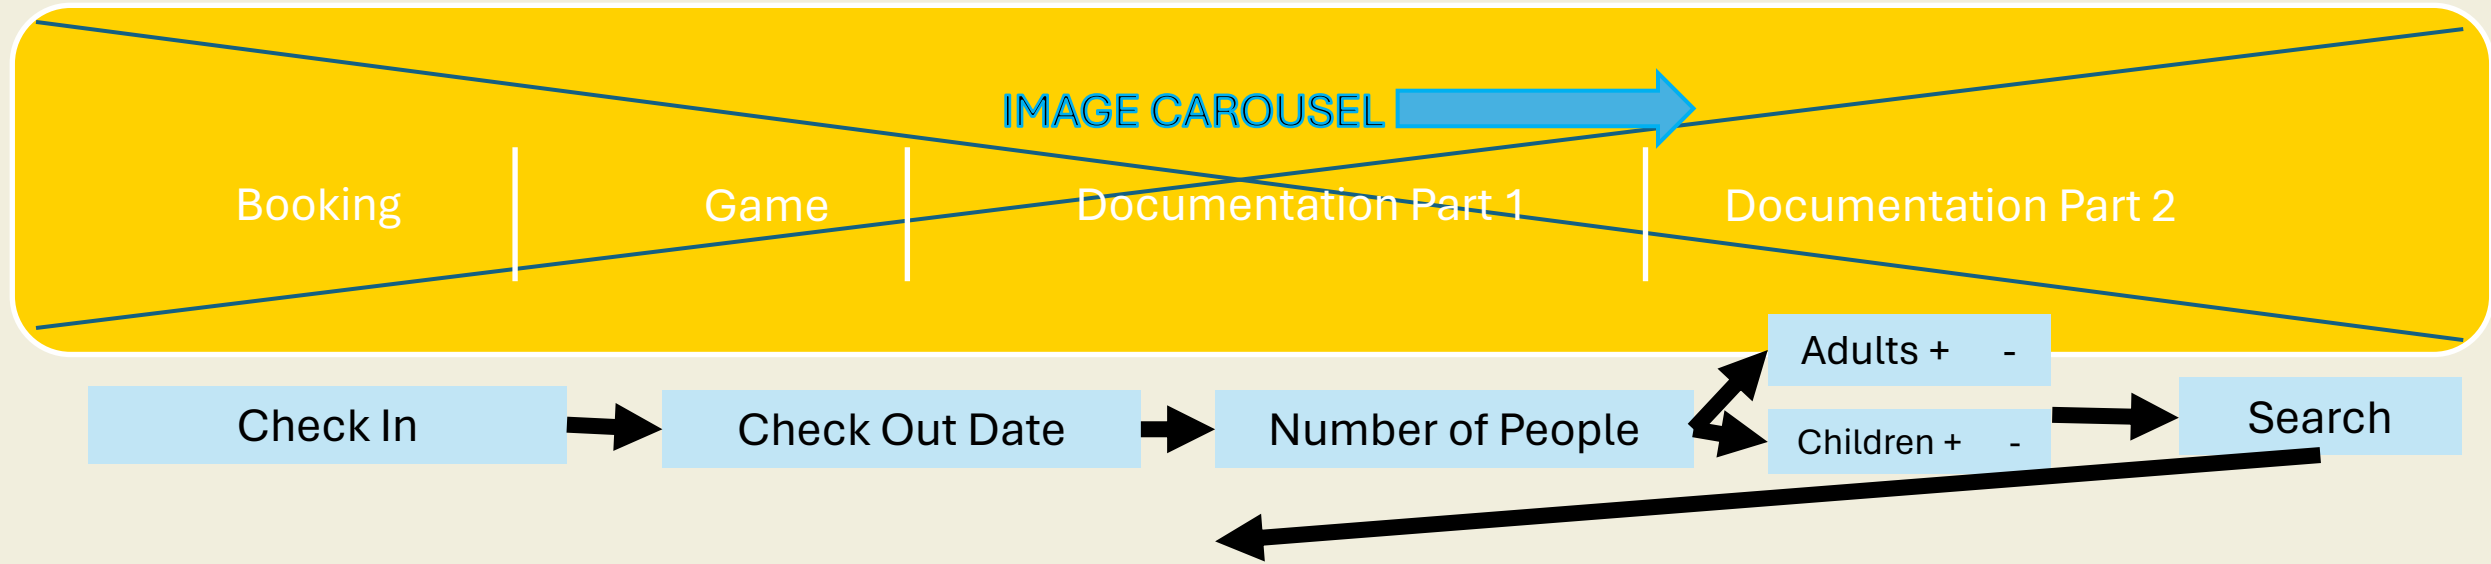 IMAGE CAROUSEL
Booking
Game
Documentation Part 1
Documentation Part 2
Check In
Check Out Date
Number of People
Adults + -
Children + -
Search